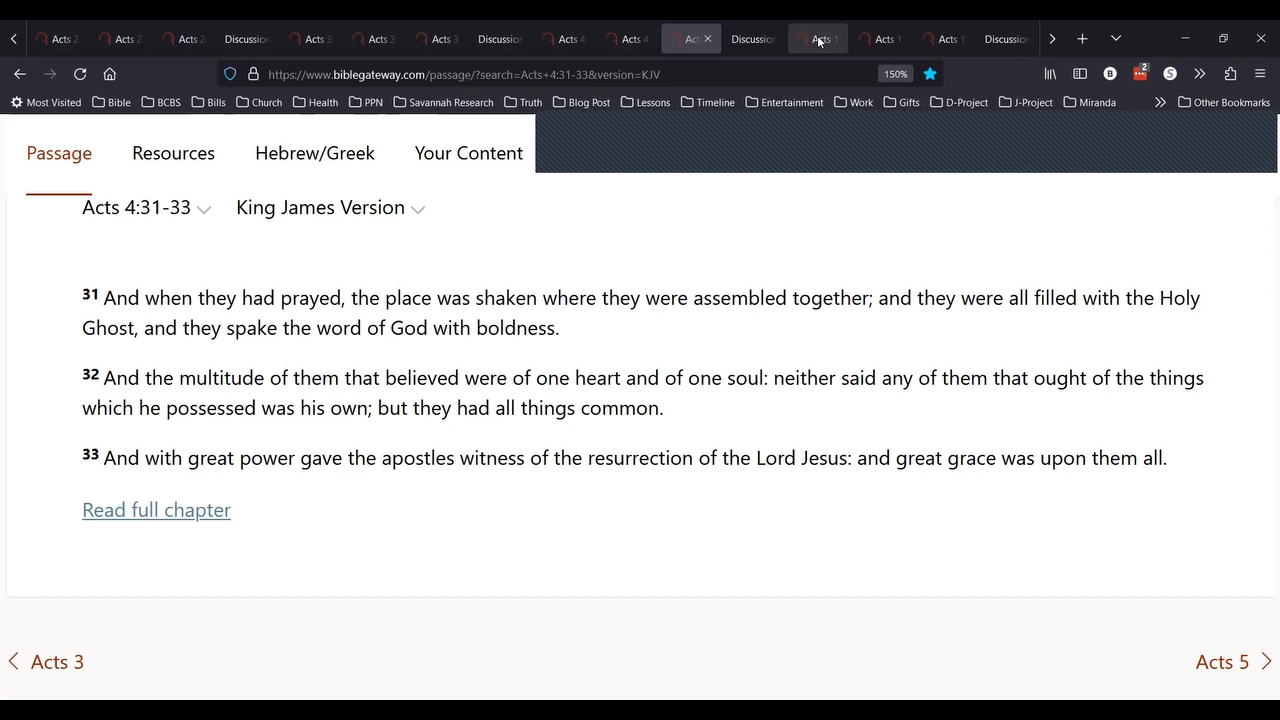 Acts 2
Acts 2
Acts 2
Discussion
Acts 3
Acts 3
Acts 3
Discussion
Acts 4
Acts 4
Act
Discussion
Acts 1
Acts 1
Acts 1
Discussion
https://www.biblegateway.com/passage/?search=Acts+4:31-33&version=KJV
150%
2
B
S
Most Visited
Bible
BCBS
Bills
Church
Health
PPN
Savannah Research
Truth
Blog Post
Lessons
Timeline
Entertainment
Work
Gifts
D-Project
J-Project
Miranda
Other Bookmarks
Passage
Resources
Hebrew/Greek
Your Content
Acts 4:31-33
King James Version
31 And when they had prayed, the place was shaken where they were assembled together; and they were all filled with the Holy
Ghost, and they spake the word of God with boldness.
32 And the multitude of them that believed were of one heart and of one soul: neither said any of them that ought of the things
which he possessed was his own; but they had all things common.
33 And with great power gave the apostles witness of the resurrection of the Lord Jesus: and great grace was upon them all.
Read full chapter
Acts 3
Acts 5